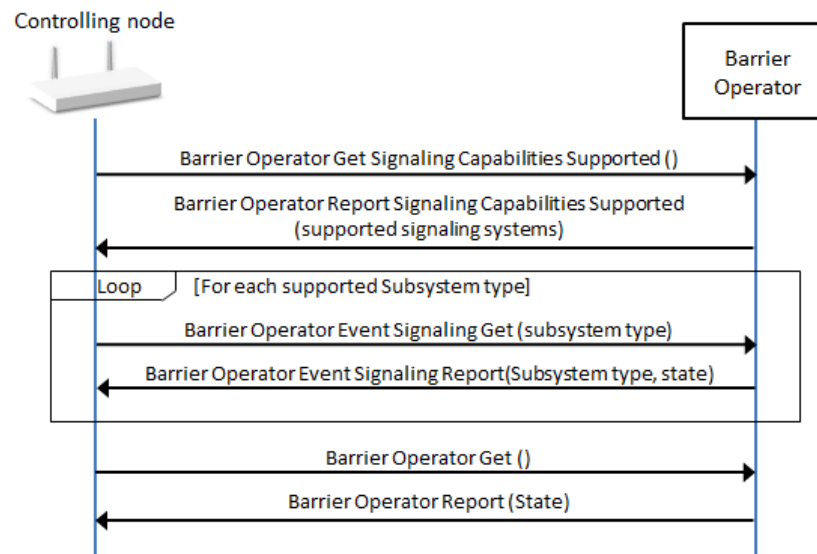 Controlling node
Barrier
Operator
Barrier Operator Get Signaling Capabilities Supported ()
Barrier Operator Report Signaling Capabilities Supported
(supported signaling systems)
Loop [For each supported Subsystem type]
Barrier Operator Event Signaling Get (subsystem type)
Barrier Operator Event Signaling Report(Subsystem type, state)
Barrier Operator Get ()
Barrier Operator Report (State)